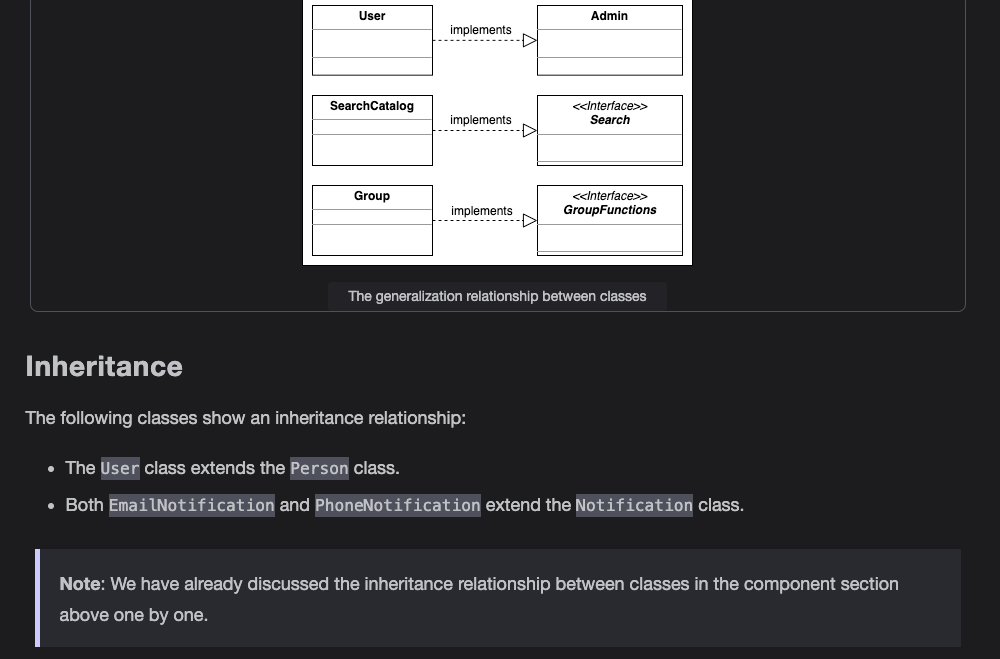 User
implements
Admin
SearchCatalog
implements
<<Interface>>
Search
Group
implements
<<Interface>>
GroupFunctions
The generalization relationship between classes
Inheritance
The following classes show an inheritance relationship:
• The User class extends the Person class.
• Both EmailNotification and PhoneNotification extend the Notification class.
Note: We have already discussed the inheritance relationship between classes in the component section
above one by one.